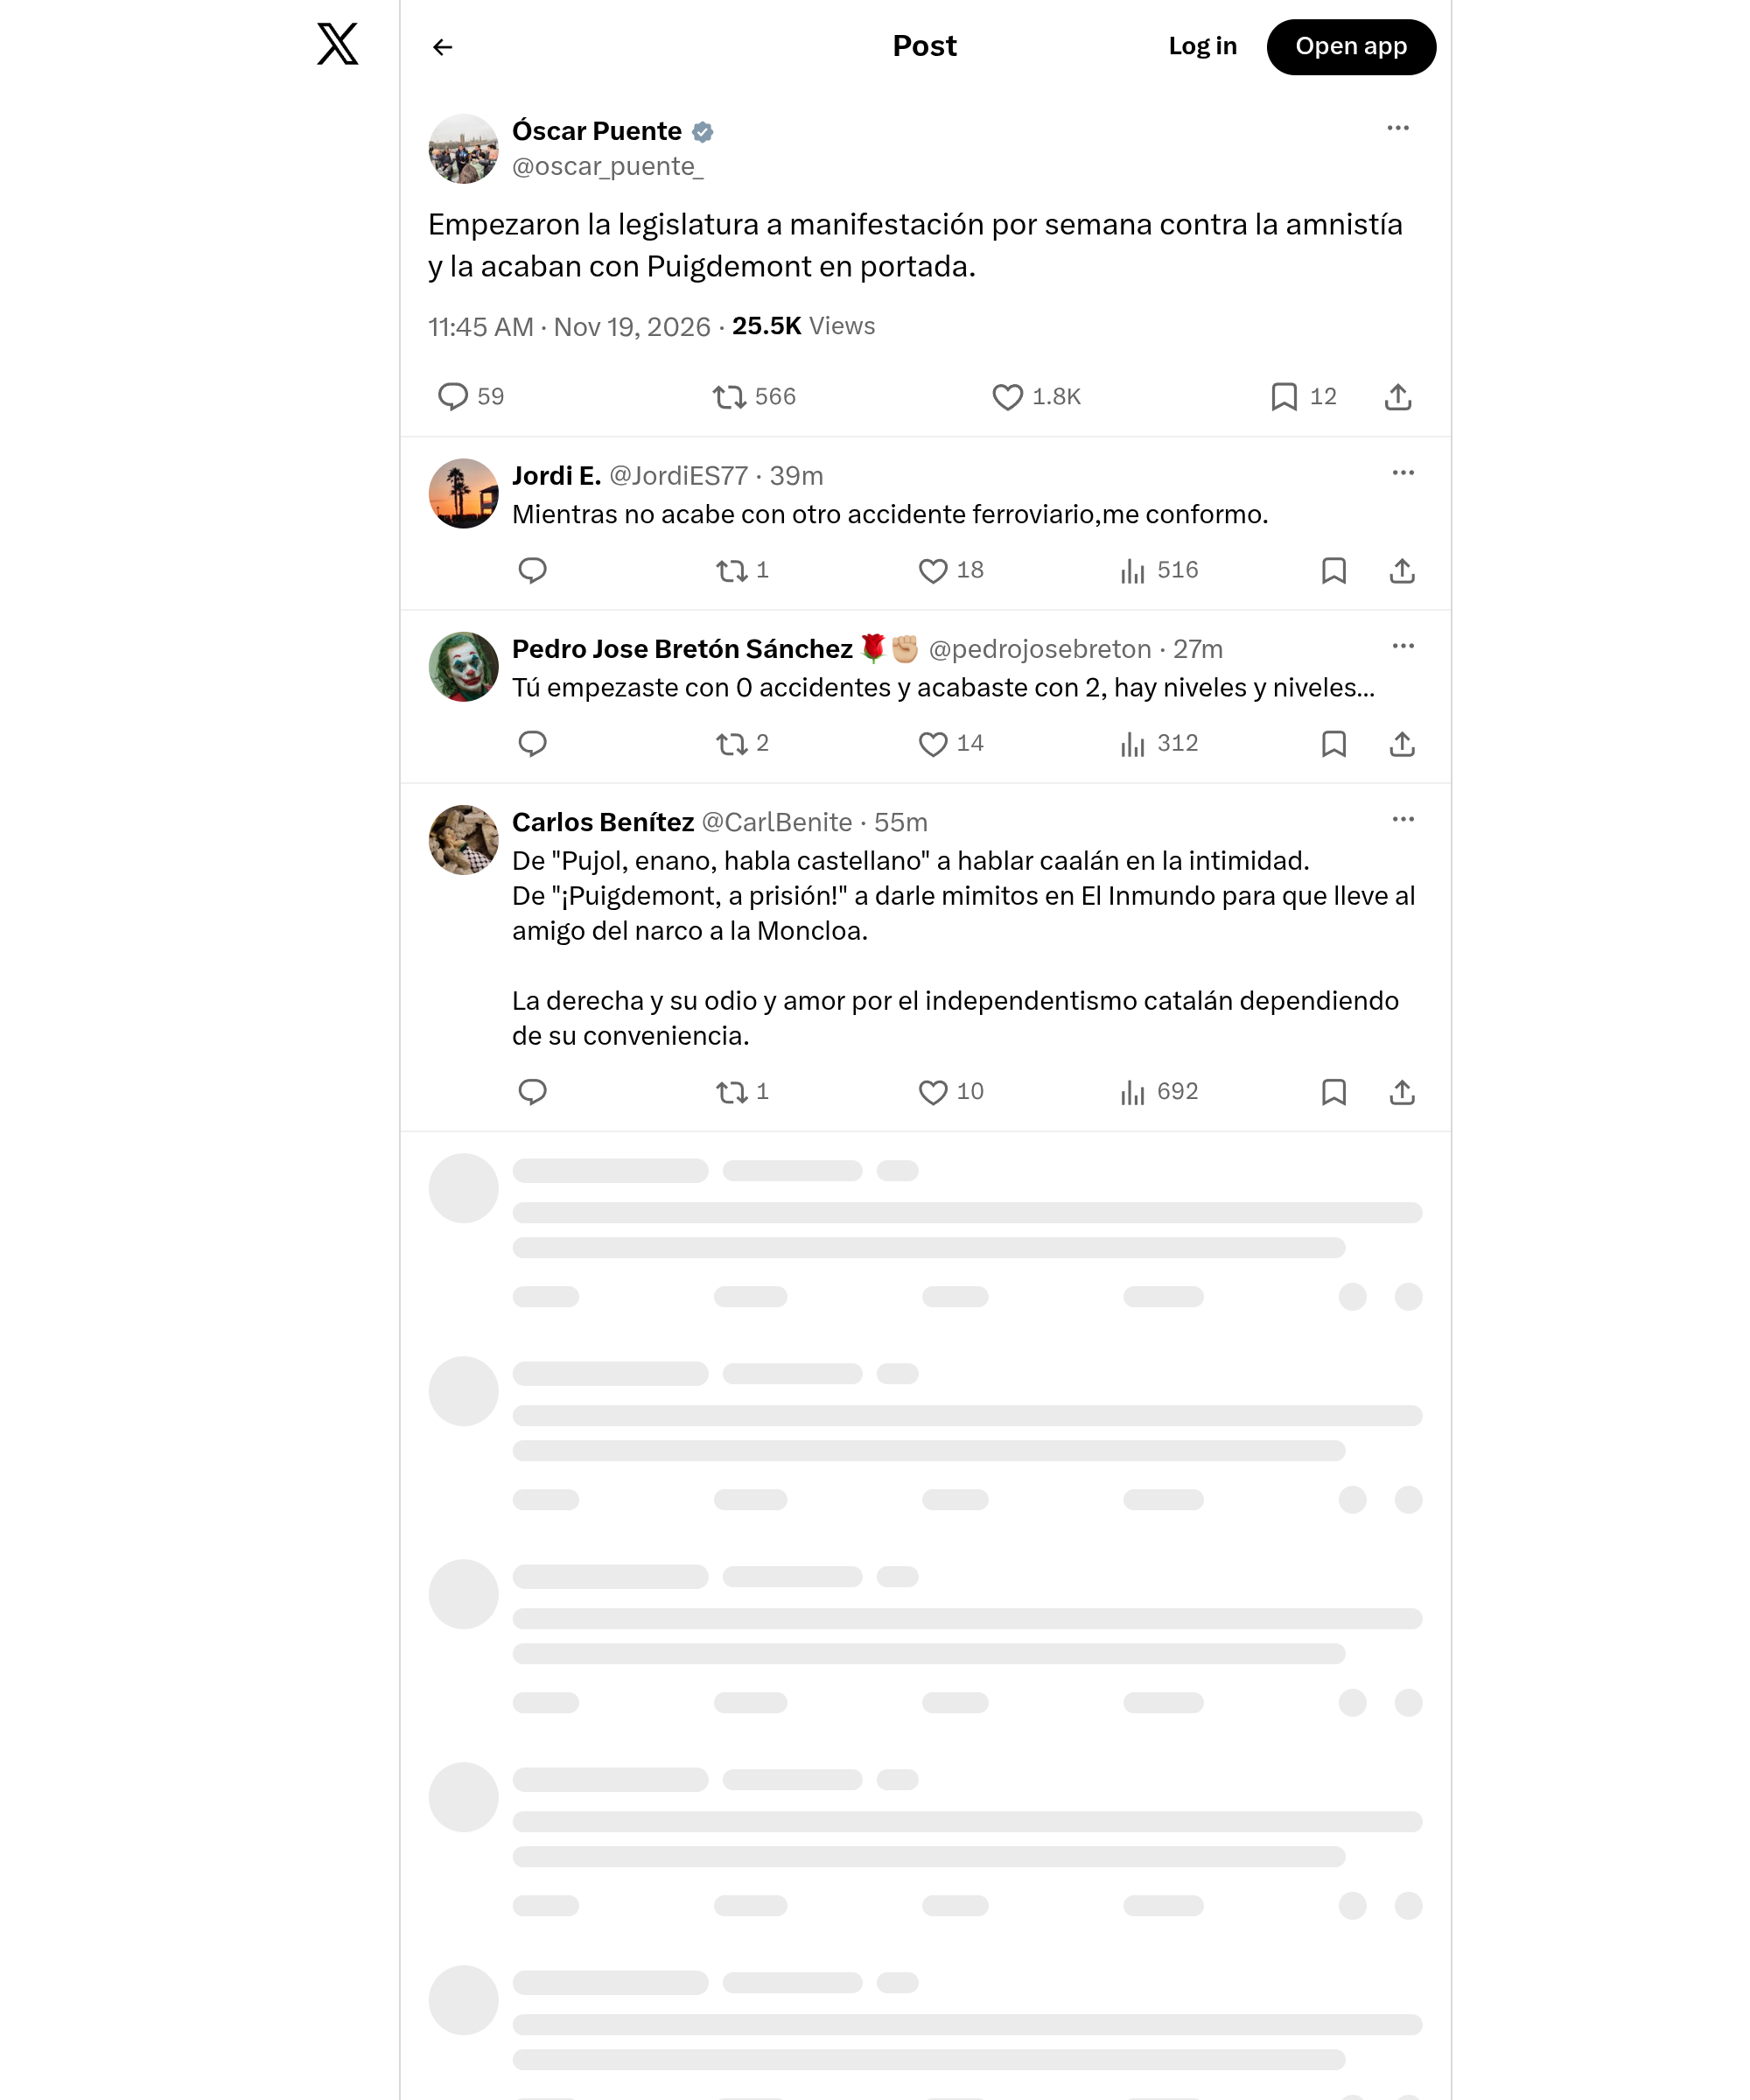 Post
Log in
Open app
Óscar Puente
@oscar_puente_
Empezaron la legislatura a manifestación por semana contra la amnistía
y la acaban con Puigdemont en portada.
11:45 AM · Nov 19, 2026 · 25.5K Views
59 566 1.8K 12
Jordi E. @JordiES77 · 39m
Mientras no acabe con otro accidente ferroviario,me conformo.
1 18 516
Pedro Jose Bretón Sánchez 🌹✊🏼 @pedrojosebreton · 27m
Tú empezaste con 0 accidentes y acabaste con 2, hay niveles y niveles...
2 14 312
Carlos Benítez @CarlBenite · 55m
De "Pujol, enano, habla castellano" a hablar caalán en la intimidad.
De "¡Puigdemont, a prisión!" a darle mimitos en El Inmundo para que lleve al
amigo del narco a la Moncloa.
La derecha y su odio y amor por el independentismo catalán dependiendo
de su conveniencia.
1 10 692